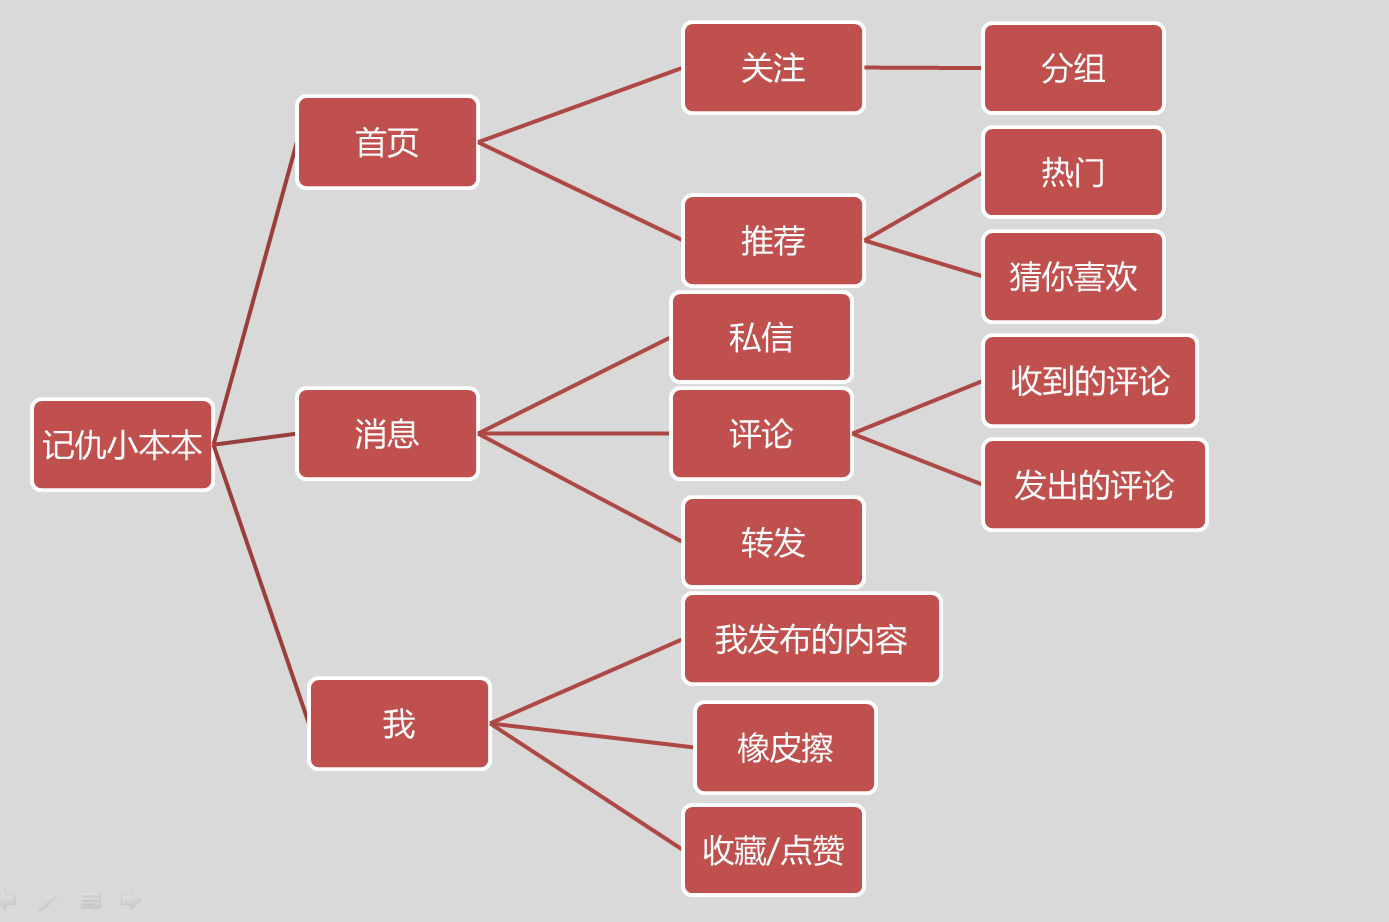 记仇小本本
首页
关注
分组
推荐
热门
猜你喜欢
消息
私信
评论
收到的评论
发出的评论
转发
我
我发布的内容
橡皮擦
收藏/点赞